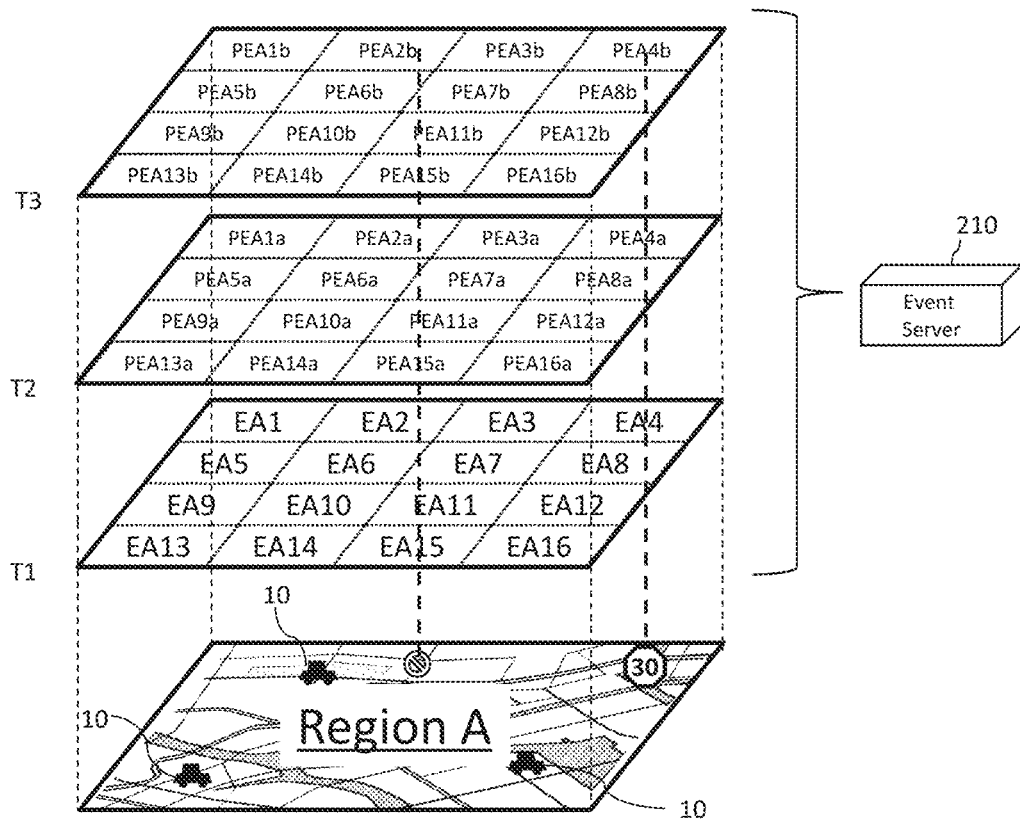 PEA1b PEA2b PEA3b PEA4b
PEA5b PEA6b PEA7b PEA8b
PEA9b PEA10b PEA11b PEA12b
PEA13b PEA14b PEA15b PEA16b
T3
PEA1a PEA2a PEA3a PEA4a
PEA5a PEA6a PEA7a PEA8a
PEA9a PEA10a PEA11a PEA12a
PEA13a PEA14a PEA15a PEA16a
T2
EA1 EA2 EA3 EA4
EA5 EA6 EA7 EA8
EA9 EA10 EA11 EA12
EA13 EA14 EA15 EA16
T1
210
Event
Server
10
30
Region A
10
10